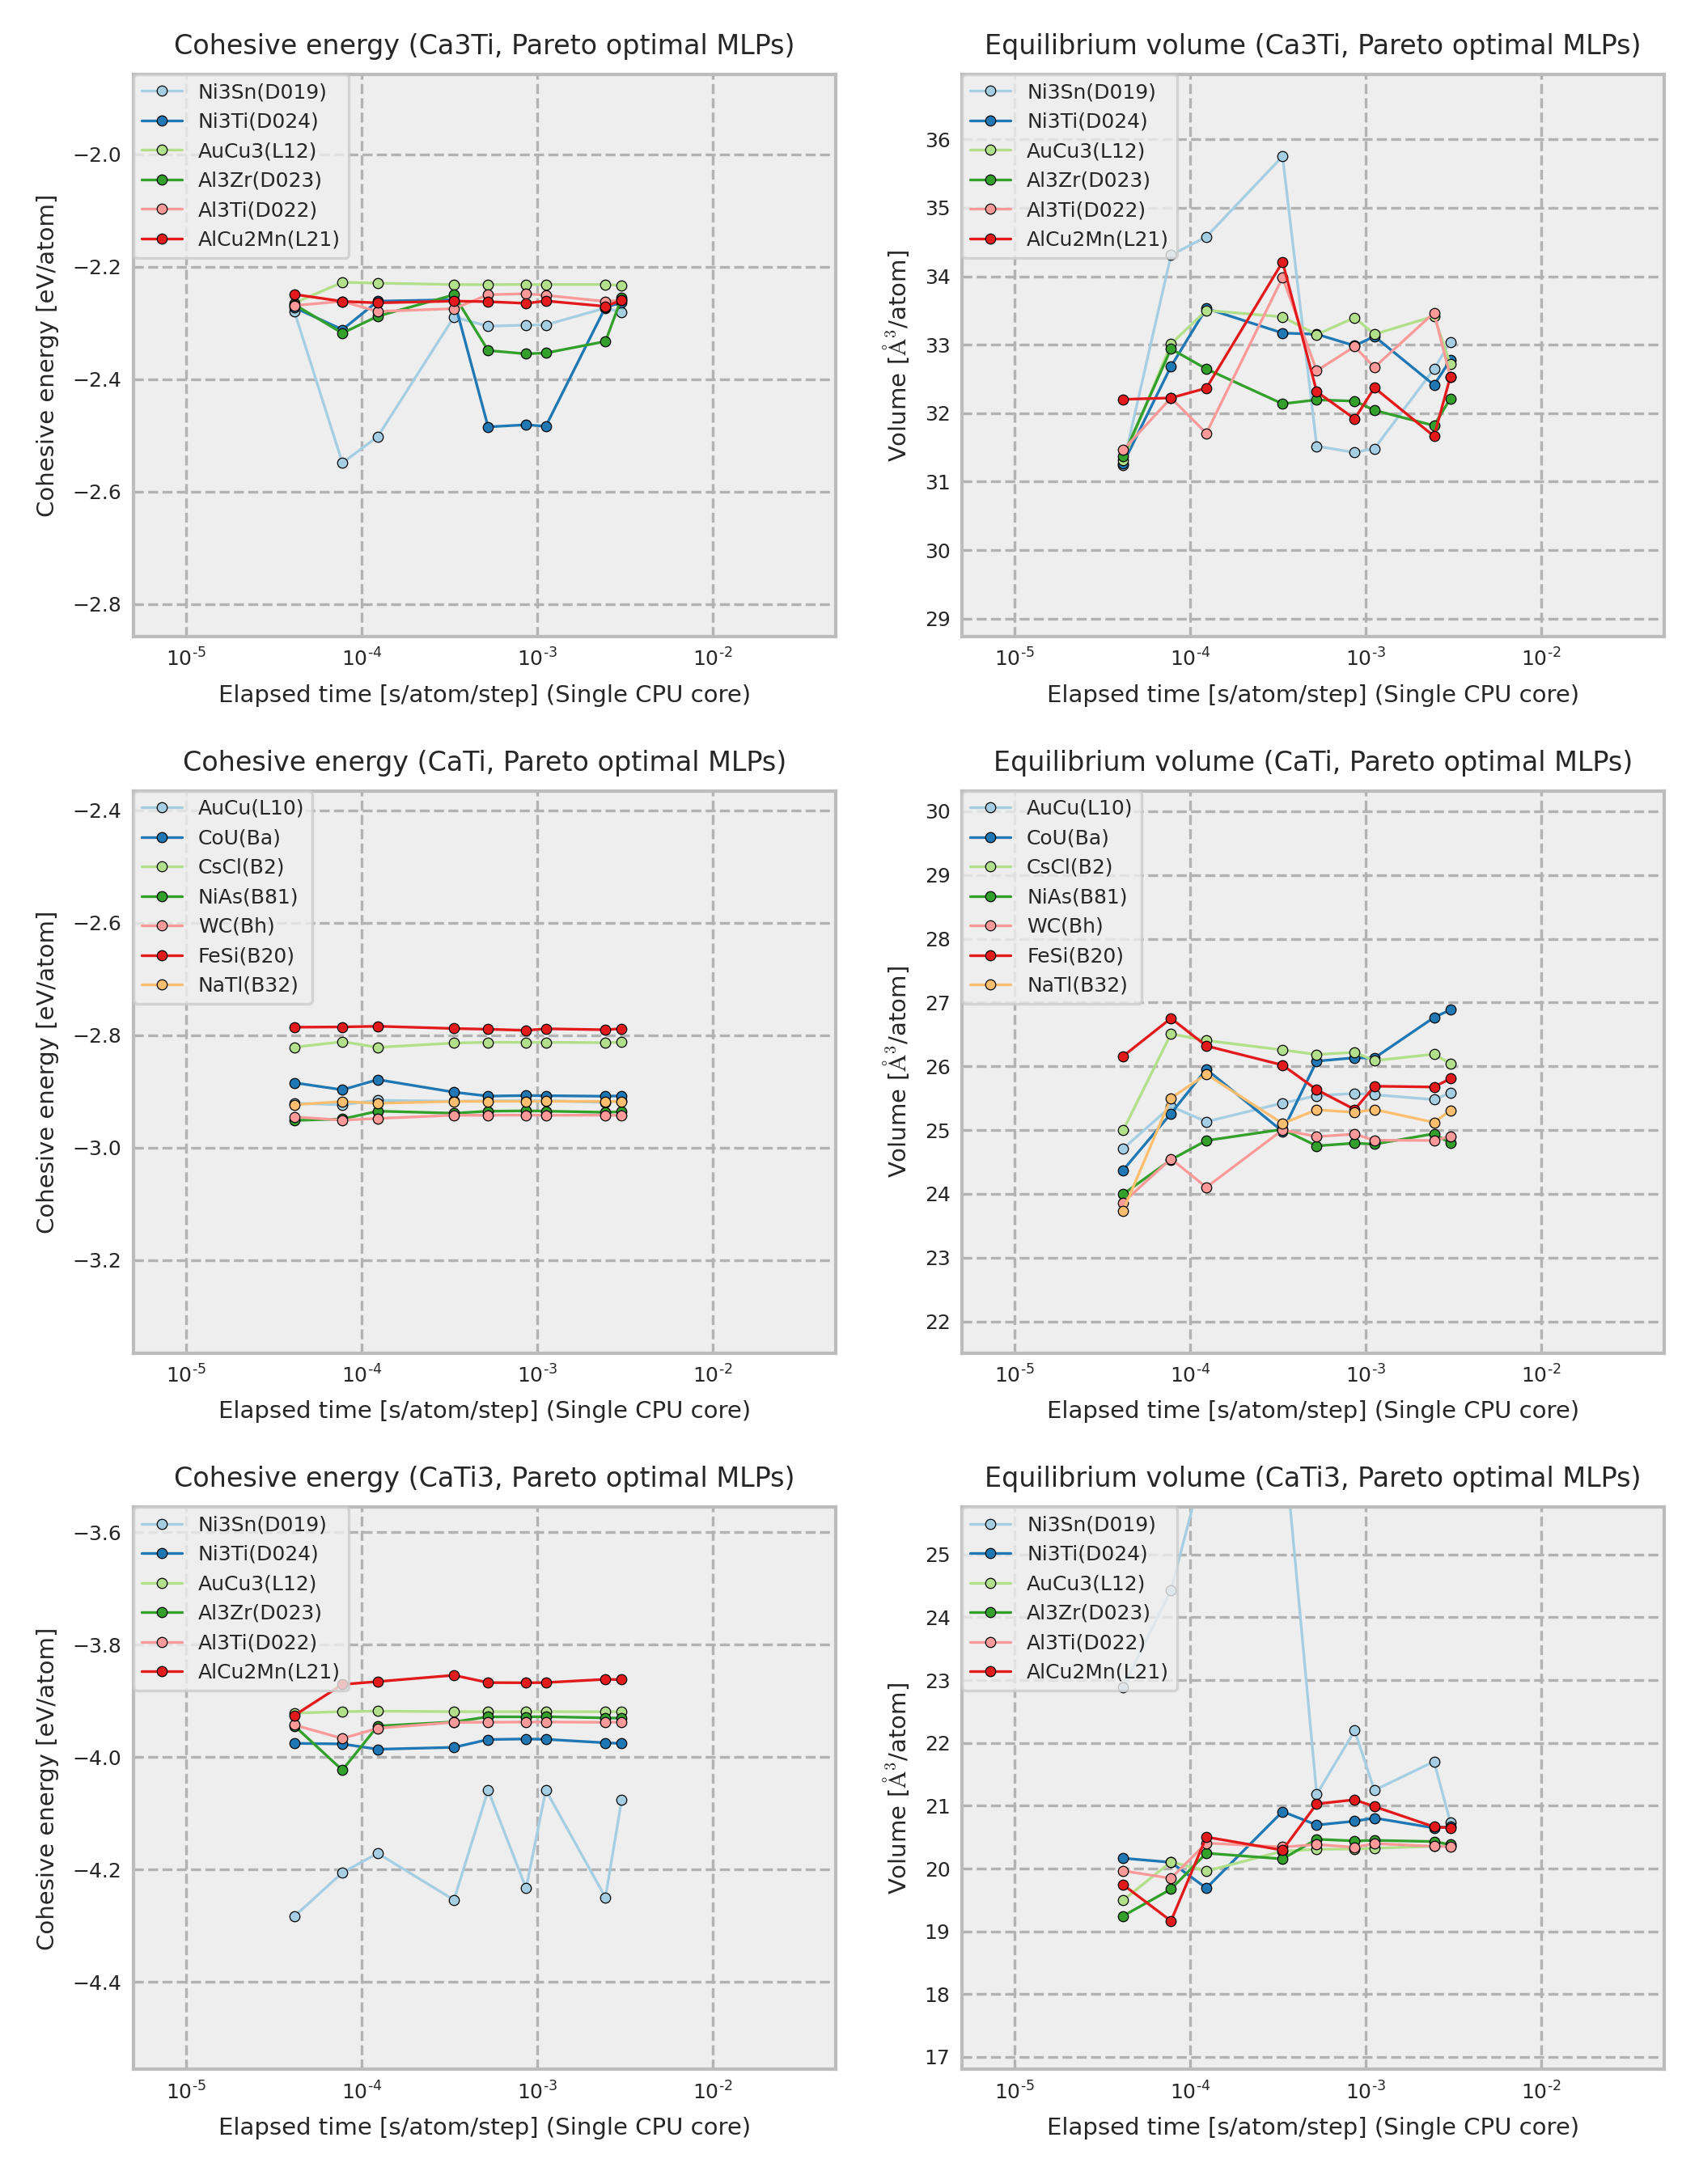 Cohesive energy (Ca3Ti, Pareto optimal MLPs)
Cohesive energy [eV/atom]
−2.0
−2.2
−2.4
−2.6
−2.8
Ni3Sn(D019)
Ni3Ti(D024)
AuCu3(L12)
Al3Zr(D023)
Al3Ti(D022)
AlCu2Mn(L21)
10-5
10-4
10-3
10-2
Elapsed time [s/atom/step] (Single CPU core)
Equilibrium volume (Ca3Ti, Pareto optimal MLPs)
Volume [Å3/atom]
36
35
34
33
32
31
30
29
Ni3Sn(D019)
Ni3Ti(D024)
AuCu3(L12)
Al3Zr(D023)
Al3Ti(D022)
AlCu2Mn(L21)
10-5
10-4
10-3
10-2
Elapsed time [s/atom/step] (Single CPU core)
Cohesive energy (CaTi, Pareto optimal MLPs)
Cohesive energy [eV/atom]
−2.4
−2.6
−2.8
−3.0
−3.2
AuCu(L10)
CoU(Ba)
CsCl(B2)
NiAs(B81)
WC(Bh)
FeSi(B20)
NaTl(B32)
10-5
10-4
10-3
10-2
Elapsed time [s/atom/step] (Single CPU core)
Equilibrium volume (CaTi, Pareto optimal MLPs)
Volume [Å3/atom]
30
29
28
27
26
25
24
23
22
AuCu(L10)
CoU(Ba)
CsCl(B2)
NiAs(B81)
WC(Bh)
FeSi(B20)
NaTl(B32)
10-5
10-4
10-3
10-2
Elapsed time [s/atom/step] (Single CPU core)
Cohesive energy (CaTi3, Pareto optimal MLPs)
Cohesive energy [eV/atom]
−3.6
−3.8
−4.0
−4.2
−4.4
Ni3Sn(D019)
Ni3Ti(D024)
AuCu3(L12)
Al3Zr(D023)
Al3Ti(D022)
AlCu2Mn(L21)
10-5
10-4
10-3
10-2
Elapsed time [s/atom/step] (Single CPU core)
Equilibrium volume (CaTi3, Pareto optimal MLPs)
Volume [Å3/atom]
25
24
23
22
21
20
19
18
17
Ni3Sn(D019)
Ni3Ti(D024)
AuCu3(L12)
Al3Zr(D023)
Al3Ti(D022)
AlCu2Mn(L21)
10-5
10-4
10-3
10-2
Elapsed time [s/atom/step] (Single CPU core)